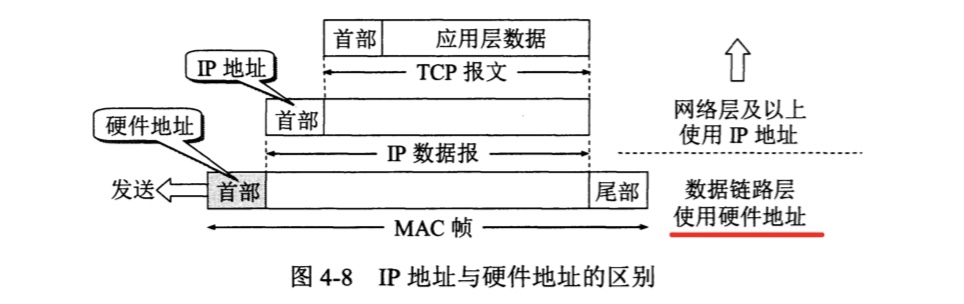 首部 应用层数据
TCP 报文
IP 地址
首部
网络层及以上
使用 IP 地址
硬件地址
IP 数据报
发送 首部 尾部
数据链路层
使用硬件地址
MAC 帧
图 4-8 IP 地址与硬件地址的区别